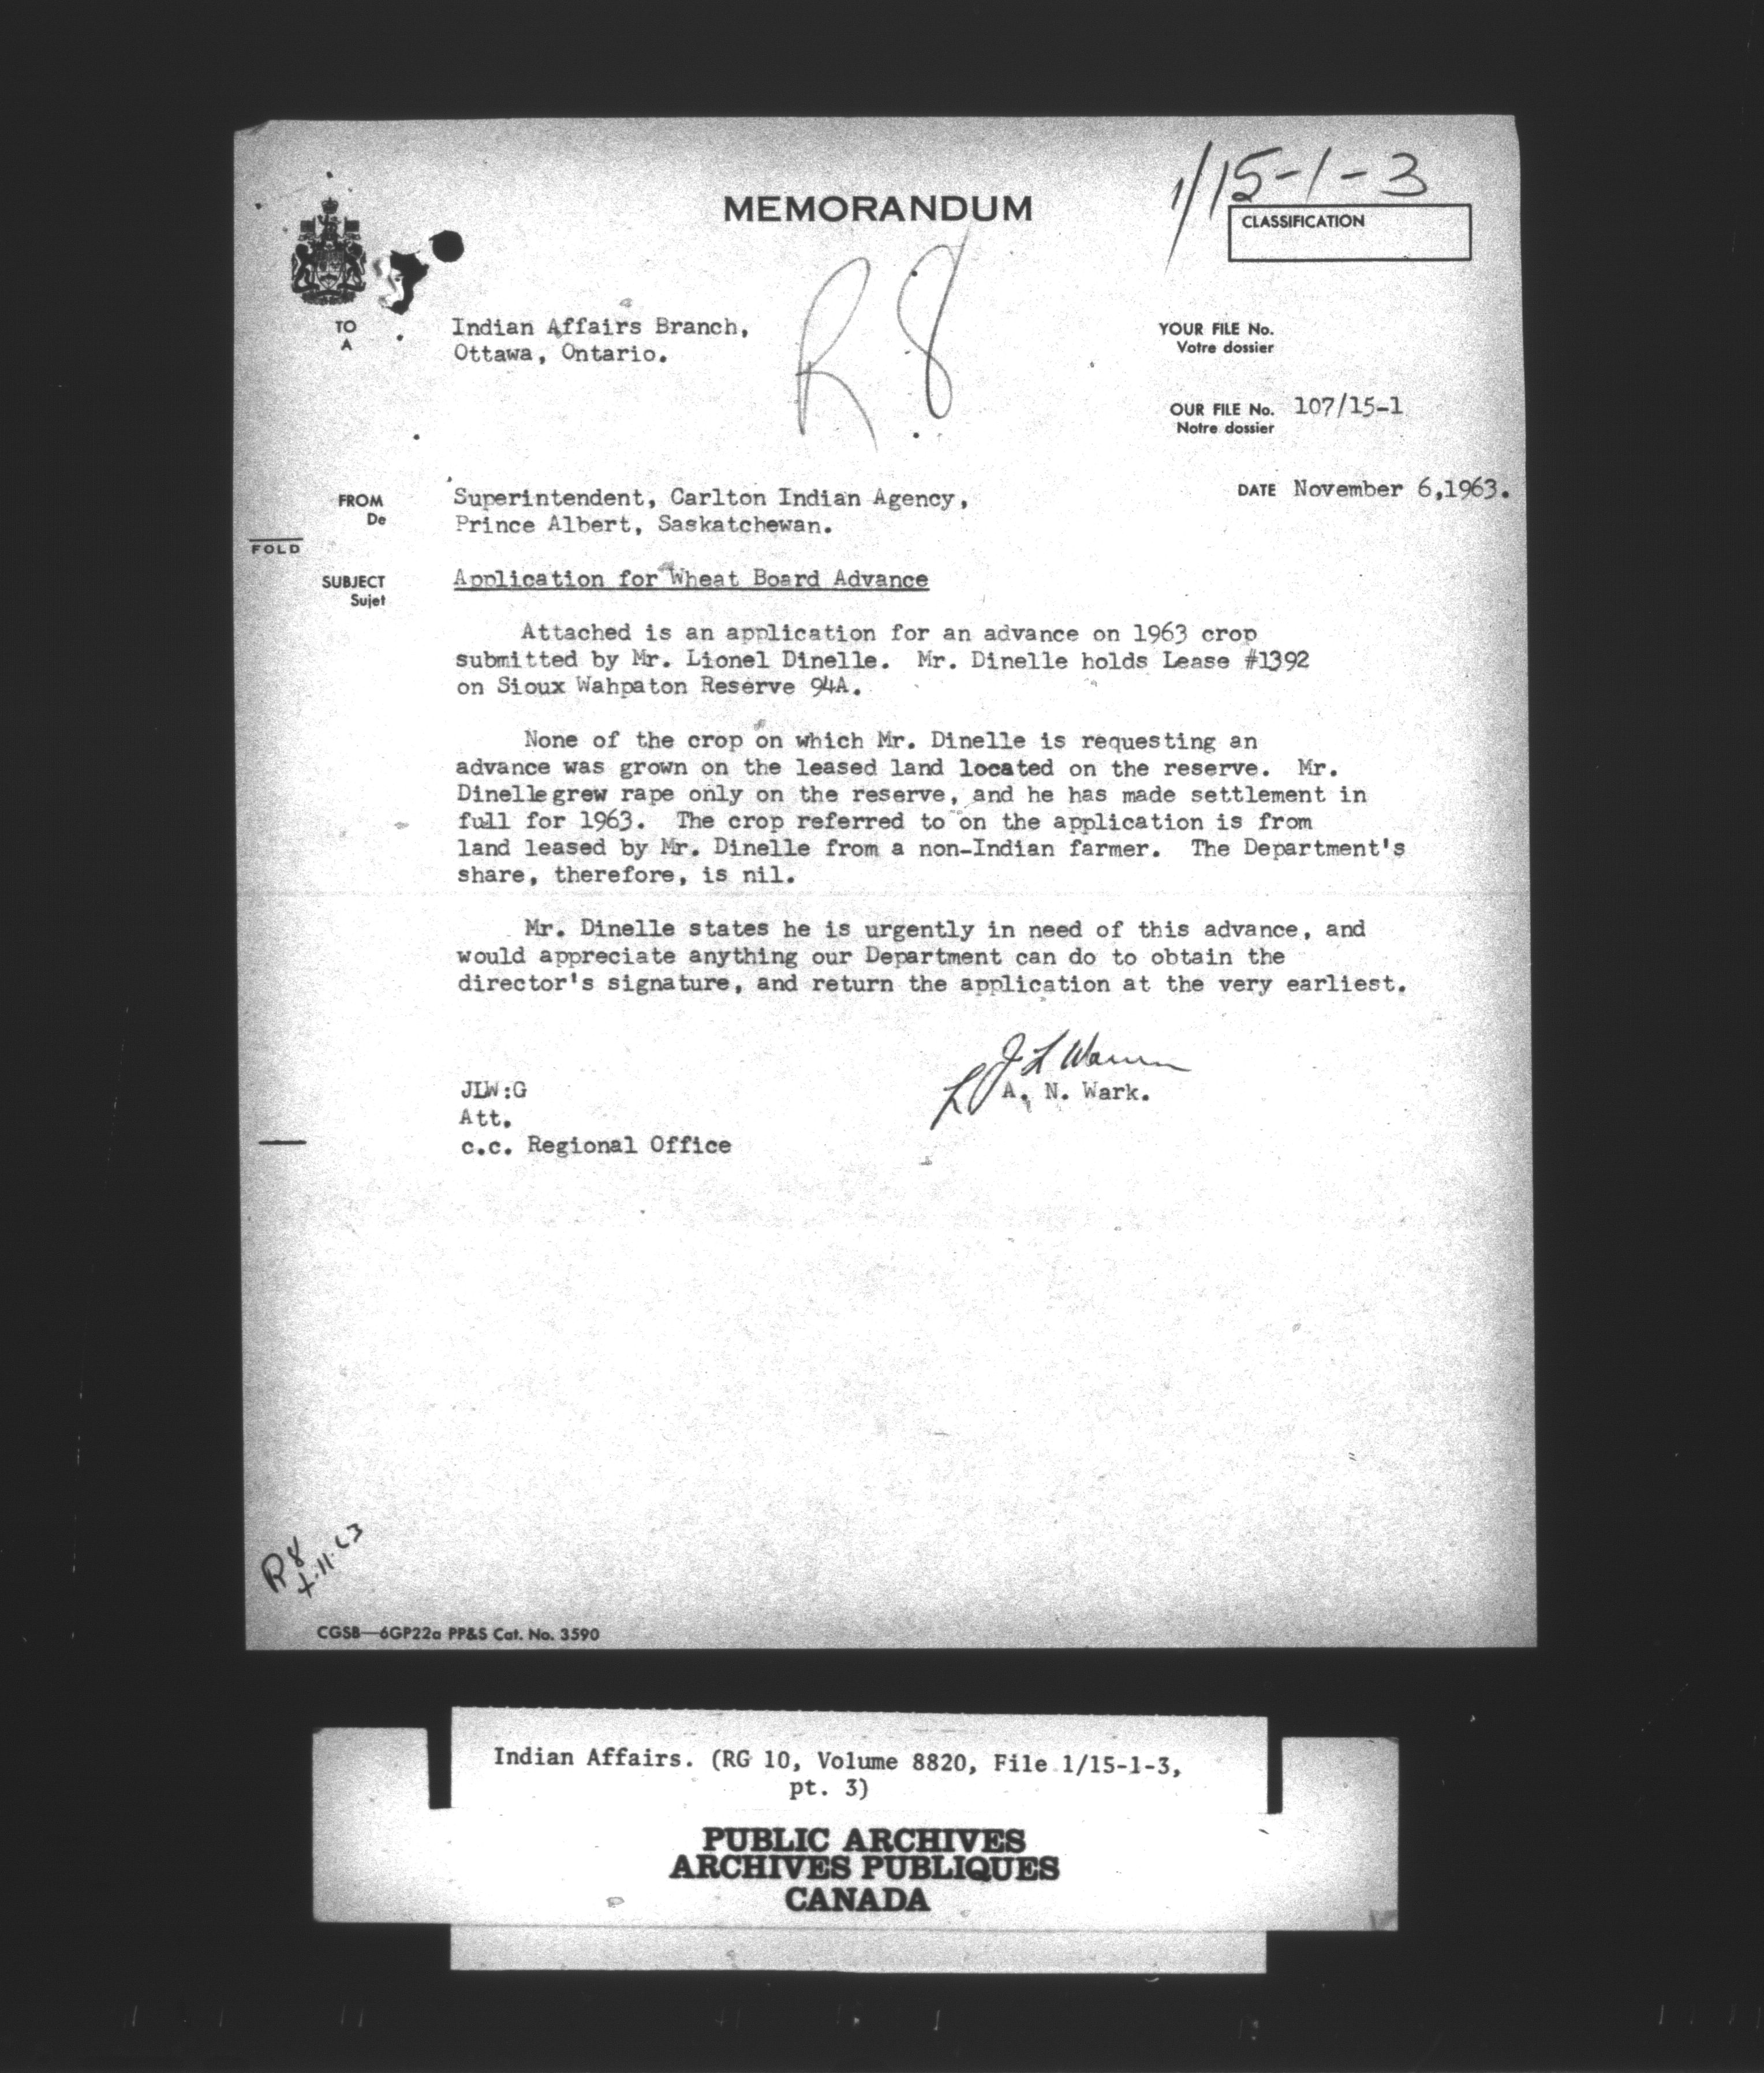 1/15-1-3
MEMORANDUM
CLASSIFICATION
R8
TO
A
Indian Affairs Branch,
Ottawa, Ontario.
YOUR FILE No.
Votre dossier
OUR FILE No. 107/15-1
Notre dossier
FROM
De
Superintendent, Carlton Indian Agency,
Prince Albert, Saskatchewan.
DATE November 6,1963.
FOLD
SUBJECT
Sujet
Application for Wheat Board Advance
Attached is an application for an advance on 1963 crop
submitted by Mr. Lionel Dinelle. Mr. Dinelle holds Lease #1392
on Sioux Wahpaton Reserve 94A.
None of the crop on which Mr. Dinelle is requesting an
advance was grown on the leased land located on the reserve. Mr.
Dinelle grew rape only on the reserve, and he has made settlement in
full for 1963. The crop referred to on the application is from
land leased by Mr. Dinelle from a non-Indian farmer. The Department's
share, therefore, is nil.
Mr. Dinelle states he is urgently in need of this advance, and
would appreciate anything our Department can do to obtain the
director's signature, and return the application at the very earliest.
J L Warren
A. N. Wark.
JLW:G
Att.
c.c. Regional Office
R8
CGSB—6GP22a PP&S Cat. No. 3590
Indian Affairs. (RG 10, Volume 8820, File 1/15-1-3,
pt. 3)
PUBLIC ARCHIVES
ARCHIVES PUBLIQUES
CANADA